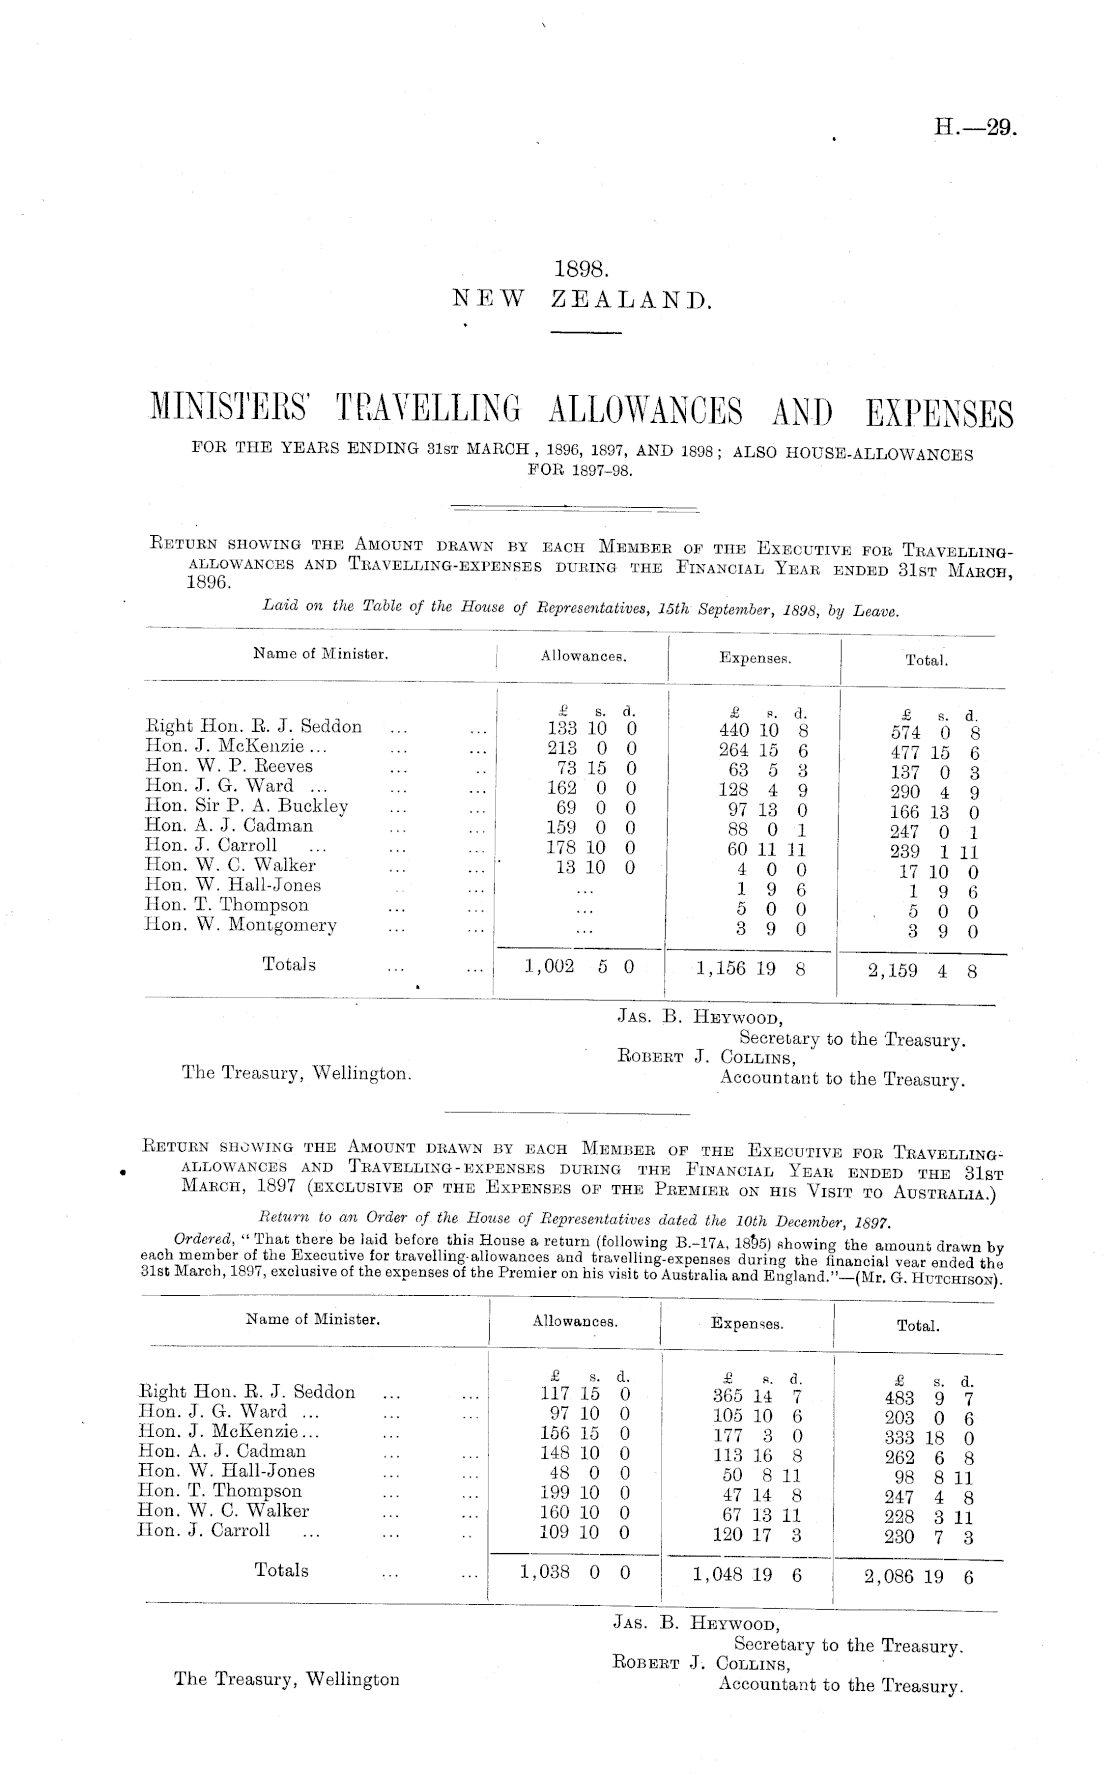 H.—29.
1898.
NEW ZEALAND.
MINISTERS' TRAVELLING ALLOWANCES AND EXPENSES
FOR THE YEARS ENDING 31ST MARCH, 1896, 1897, AND 1898; ALSO HOUSE-ALLOWANCES
FOR 1897–98.
RETURN SHOWING THE AMOUNT DRAWN BY EACH MEMBER OF THE EXECUTIVE FOR TRAVELLING-
ALLOWANCES AND TRAVELLING-EXPENSES DURING THE FINANCIAL YEAR ENDED 31ST MARCH,
1896.
Laid on the Table of the House of Representatives, 15th September, 1898, by Leave.
Name of Minister. Allowances. Expenses. Total.
£ s. d. £ s. d. £ s. d.
Right Hon. R. J. Seddon ... ... 133 10 0 440 10 8 574 0 8
Hon. J. McKenzie ... ... ... 213 0 0 264 15 6 477 15 6
Hon. W. P. Reeves ... .. 73 15 0 63 5 3 137 0 3
Hon. J. G. Ward ... ... ... 162 0 0 128 4 9 290 4 9
Hon. Sir P. A. Buckley ... ... 69 0 0 97 13 0 166 13 0
Hon. A. J. Cadman ... ... 159 0 0 88 0 1 247 0 1
Hon. J. Carroll ... ... ... 178 10 0 60 11 11 239 1 11
Hon. W. C. Walker ... ... 13 10 0 4 0 0 17 10 0
Hon. W. Hall-Jones ... ... 1 9 6 1 9 6
Hon. T. Thompson ... ... ... 5 0 0 5 0 0
Hon. W. Montgomery ... ... ... 3 9 0 3 9 0
Totals ... ... 1,002 5 0 1,156 19 8 2,159 4 8
JAS. B. HEYWOOD,
Secretary to the Treasury.
ROBERT J. COLLINS,
The Treasury, Wellington. Accountant to the Treasury.
RETURN SHOWING THE AMOUNT DRAWN BY EACH MEMBER OF THE EXECUTIVE FOR TRAVELLING-
ALLOWANCES AND TRAVELLING-EXPENSES DURING THE FINANCIAL YEAR ENDED THE 31ST
MARCH, 1897 (EXCLUSIVE OF THE EXPENSES OF THE PREMIER ON HIS VISIT TO AUSTRALIA.)
Return to an Order of the House of Representatives dated the 10th December, 1897.
Ordered, "That there be laid before this House a return (following B.-17A, 1895) showing the amount drawn by
each member of the Executive for travelling-allowances and travelling-expenses during the financial year ended the
31st March, 1897, exclusive of the expenses of the Premier on his visit to Australia and England."—(Mr. G. HUTCHISON).
Name of Minister. Allowances. Expenses. Total.
£ s. d. £ s. d. £ s. d.
Right Hon. R. J. Seddon ... ... 117 15 0 365 14 7 483 9 7
Hon. J. G. Ward ... ... ... 97 10 0 105 10 6 203 0 6
Hon. J. McKenzie ... ... 156 15 0 177 3 0 333 18 0
Hon. A. J. Cadman ... ... 148 10 0 113 16 8 262 6 8
Hon. W. Hall-Jones ... ... 48 0 0 50 8 11 98 8 11
Hon. T. Thompson ... ... 199 10 0 47 14 8 247 4 8
Hon. W. C. Walker ... ... 160 10 0 67 13 11 228 3 11
Hon. J. Carroll ... ... .. 109 10 0 120 17 3 230 7 3
Totals ... ... 1,038 0 0 1,048 19 6 2,086 19 6
JAS. B. HEYWOOD,
Secretary to the Treasury.
ROBERT J. COLLINS,
The Treasury, Wellington Accountant to the Treasury.